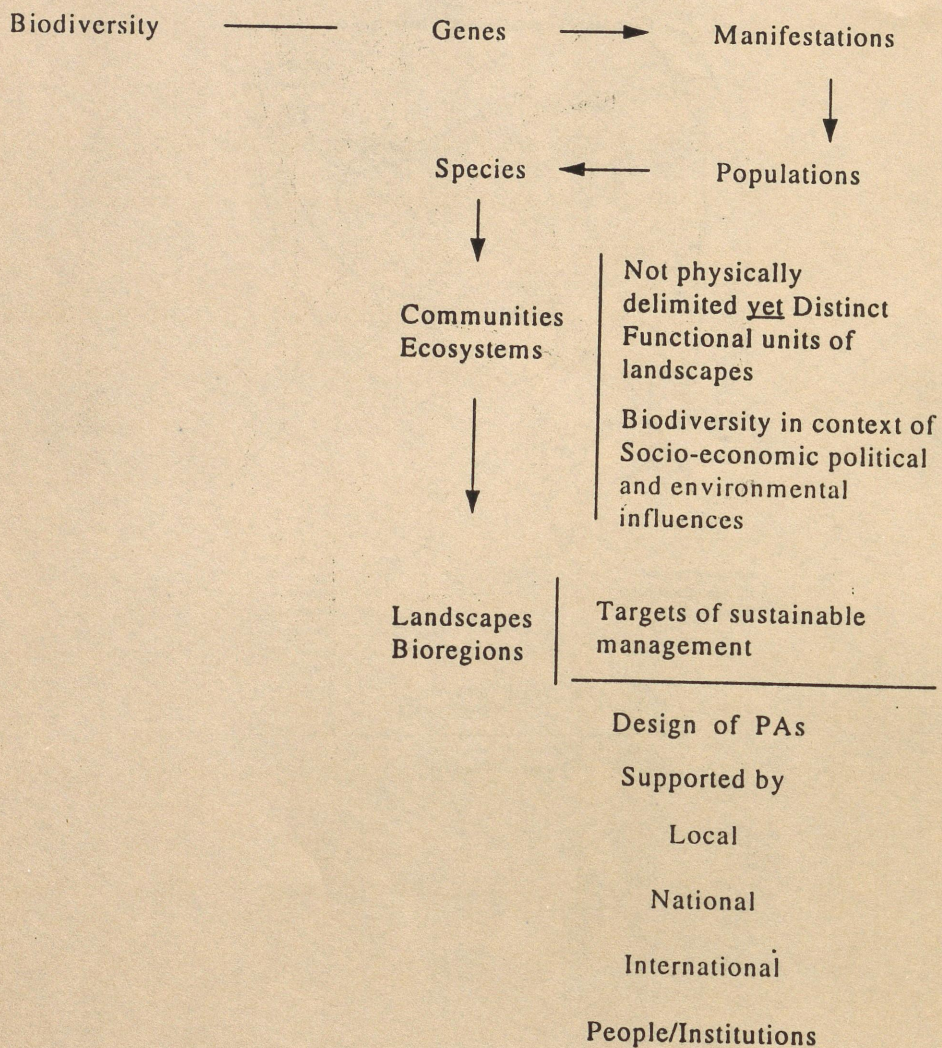 Biodiversity
Genes
Manifestations
Species
Populations
Communities
Ecosystems
Not physically
delimited yet Distinct
Functional units of
landscapes
Biodiversity in context of
Socio-economic political
and environmental
influences
Landscapes
Bioregions
Targets of sustainable
management
Design of PAs
Supported by
Local
National
International
People/Institutions